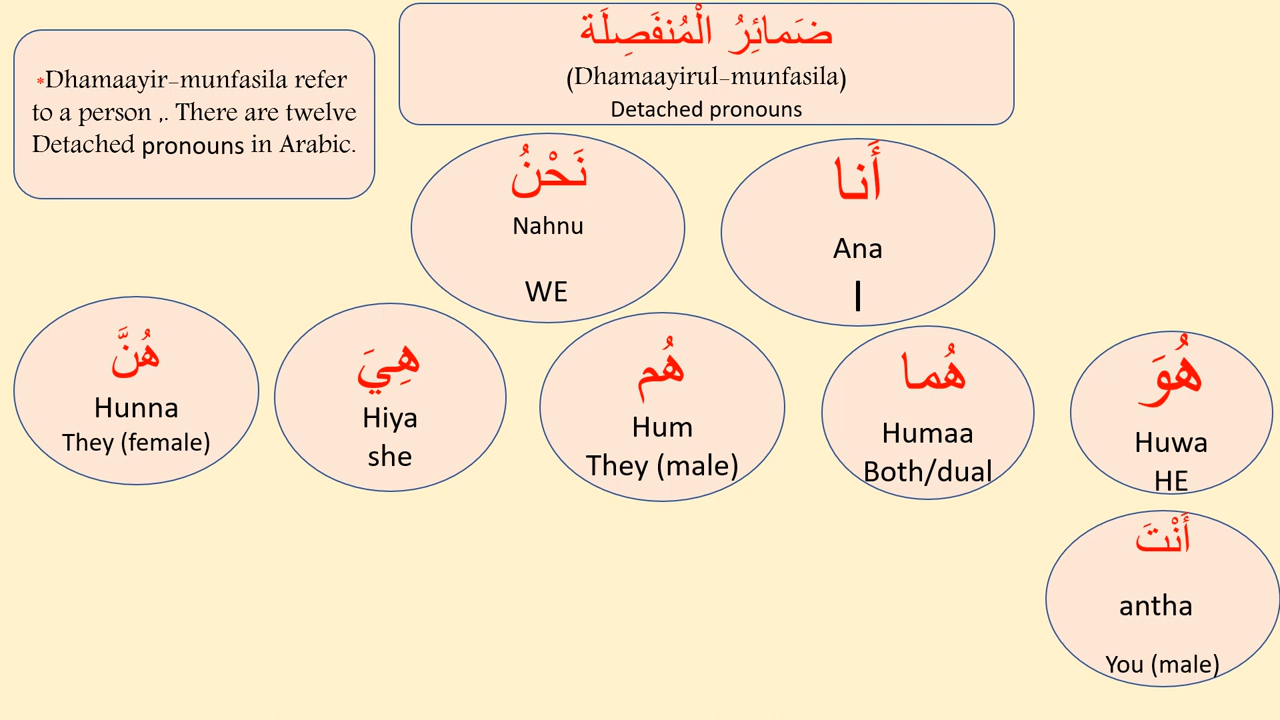 *Dhamaayir-munfasila refer
to a person ,. There are twelve
Detached pronouns in Arabic.
ضَمائِرُ الْمُنفَصِلَة
(Dhamaayirul-munfasila)
Detached pronouns
نَحْنُ
Nahnu
WE
أَنا
Ana
I
هُنَّ
Hunna
They (female)
هِيَ
Hiya
she
هُم
Hum
They (male)
هُما
Humaa
Both/dual
هُوَ
Huwa
HE
أَنْتَ
antha
You (male)